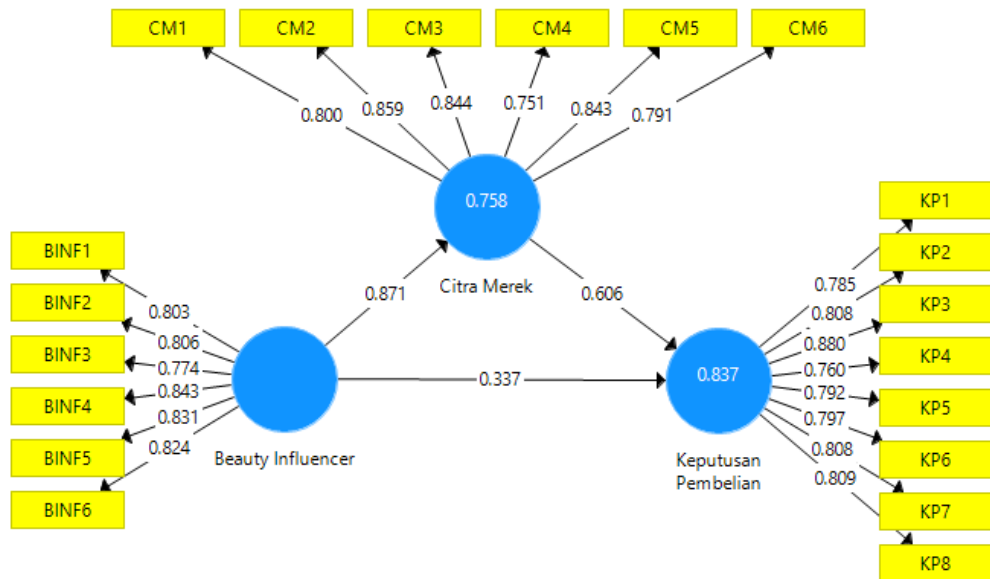 CM1 CM2 CM3 CM4 CM5 CM6
0.800 0.859 0.844 0.751 0.843 0.791
0.758
Citra Merek
BINF1
BINF2
BINF3
BINF4
BINF5
BINF6
0.803
0.806
0.774
0.843
0.831
0.824
Beauty Influencer
0.871
0.606
0.337
0.837
Keputusan
Pembelian
0.785
0.808
0.880
0.760
0.792
0.797
0.808
0.809
KP1
KP2
KP3
KP4
KP5
KP6
KP7
KP8